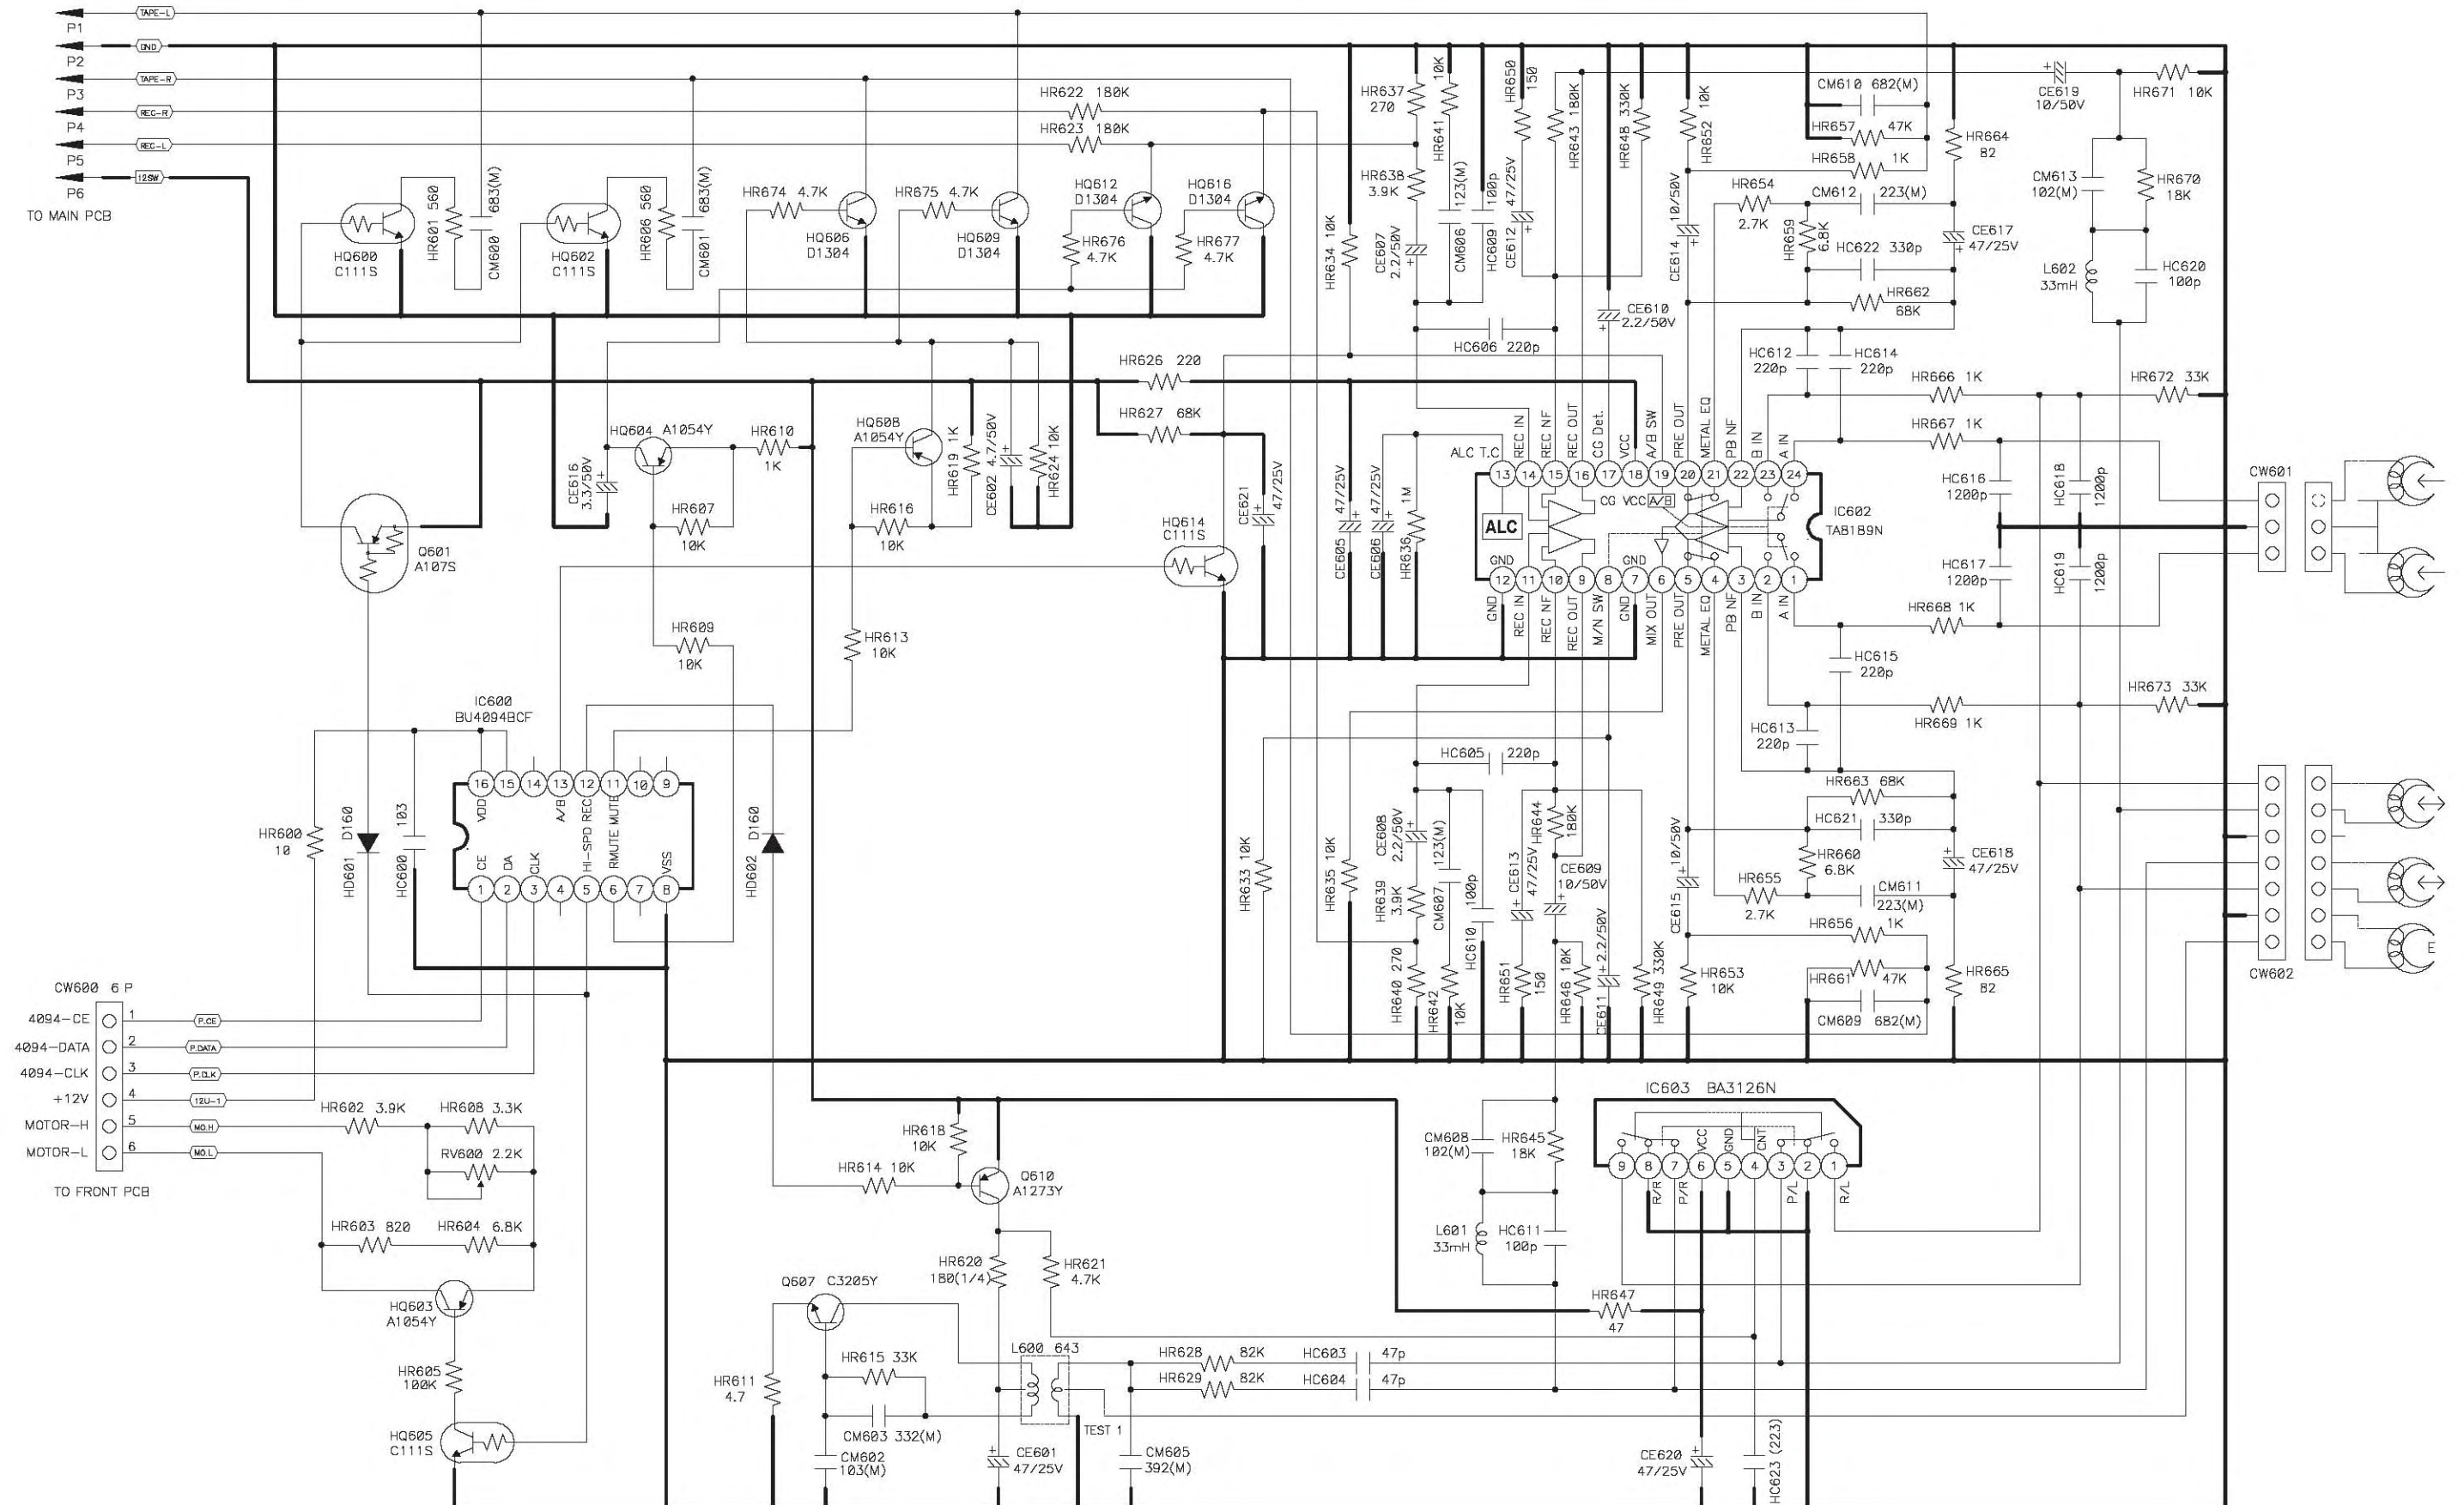 TAPE-L
P1
GND
P2
TAPE-R
P3
REC-R
P4
REC-L
P5
12SW
P6
TO MAIN PCB
HQ600
C111S
HR601 560
CM600 683(M)
HQ602
C111S
HR606 560
CM601 683(M)
HR674 4.7K
HQ606
D1304
HR675 4.7K
HQ609
D1304
HR622 180K
HR623 180K
HQ612
D1304
HR676
4.7K
HQ616
D1304
HR677
4.7K
HR634 10K
HR637
270
HR638
3.9K
CE607
2.2/50V
HR641 10K
CM606 123(M)
HC609 100p
HR650
150
CE612 47/25V
HR643 180K
HR648 330K
CE610
2.2/50V
HC606 220p
HR652 10K
CE614 10/50V
CM610 682(M)
HR657 47K
HR658 1K
HR654
2.7K
CM612 223(M)
HR659
6.8K
HC622 330p
HR662
68K
HR664
82
CE617
47/25V
CE619
10/50V
HR671 10K
CM613
102(M)
HR670
18K
L602
33mH
HC620
100p
HC612
220p
HC614
220p
HR666 1K
HR667 1K
HR672 33K
HR626 220
HR627 68K
HQ604 A1054Y
HR610
1K
CE616
3.3/50V
HR607
10K
HR609
10K
HQ608
A1054Y
HR619 1K
CE602 4.7/50V
HR624 10K
HR616
10K
HR613
10K
Q601
A107S
HQ614
C111S
CE621
47/25V
CE605 47/25V
CE606 47/25V
HR636 1M
ALC T.C
REC IN
REC NF
REC OUT
CG Det.
VCC
A/B SW
PRE OUT
METAL EQ
PB NF
B IN
A IN
13 14 15 16 17 18 19 20 21 22 23 24
CG VCC A/B
ALC
GND GND
IC602
TA8189N
12 11 10 9 8 7 6 5 4 3 2 1
GND
REC IN
REC NF
REC OUT
M/N SW
GND
MIX OUT
PRE OUT
METAL EQ
PB NF
B IN
A IN
HC616
1200p
HC618
1200p
HC617
1200p
HC619
1200p
CW601
HR668 1K
HC615
220p
HR669 1K
HR673 33K
HC613
220p
IC600
BU4094BCF
16 15 14 13 12 11 10 9
VDD
A/B
HI-SPD REC
RMUTE MUTE
CE
DA
CLK
VSS
1 2 3 4 5 6 7 8
HR600
10
HD601 D160
HC600 103
HD602 D160
HR633 10K
HR635 10K
HC605 220p
CE608
2.2/50V
HR639
3.9K
CM607 123(M)
HC610 100p
HR640 270
HR642
10K
CE613
47/25V
HR651
150
HR644
180K
CE609
10/50V
HR646 10K
CE611 2.2/50V
HR649 330K
CE615 10/50V
HR653
10K
HR663 68K
HC621 330p
HR660
6.8K
HR655
2.7K
CM611
223(M)
HR656 1K
HR661 47K
CM609 682(M)
CE618
47/25V
HR665
82
E
CW602
CW600 6 P
4094-CE
1
P.CE
4094-DATA
2
P.DATA
4094-CLK
3
P.CLK
+12V
4
12U-1
MOTOR-H
5
MO.H
MOTOR-L
6
MO.L
TO FRONT PCB
HR602 3.9K
HR608 3.3K
RV600 2.2K
HR603 820
HR604 6.8K
HQ603
A1054Y
HR605
100K
HQ605
C111S
HR618
10K
HR614 10K
Q610
A1273Y
HR620
180(1/4)
HR621
4.7K
Q607 C3205Y
HR611
4.7
HR615 33K
CM603 332(M)
CM602
103(M)
L600 643
TEST 1
CE601
47/25V
CM605
392(M)
HR628 82K
HC603 47p
HR629 82K
HC604 47p
CM608
102(M)
HR645
18K
L601
33mH
HC611
100p
IC603 BA3126N
VCC
GND
CNT
9 8 7 6 5 4 3 2 1
R/R
P/R
P/L
R/L
HR647
47
CE620
47/25V
HC623 (223)